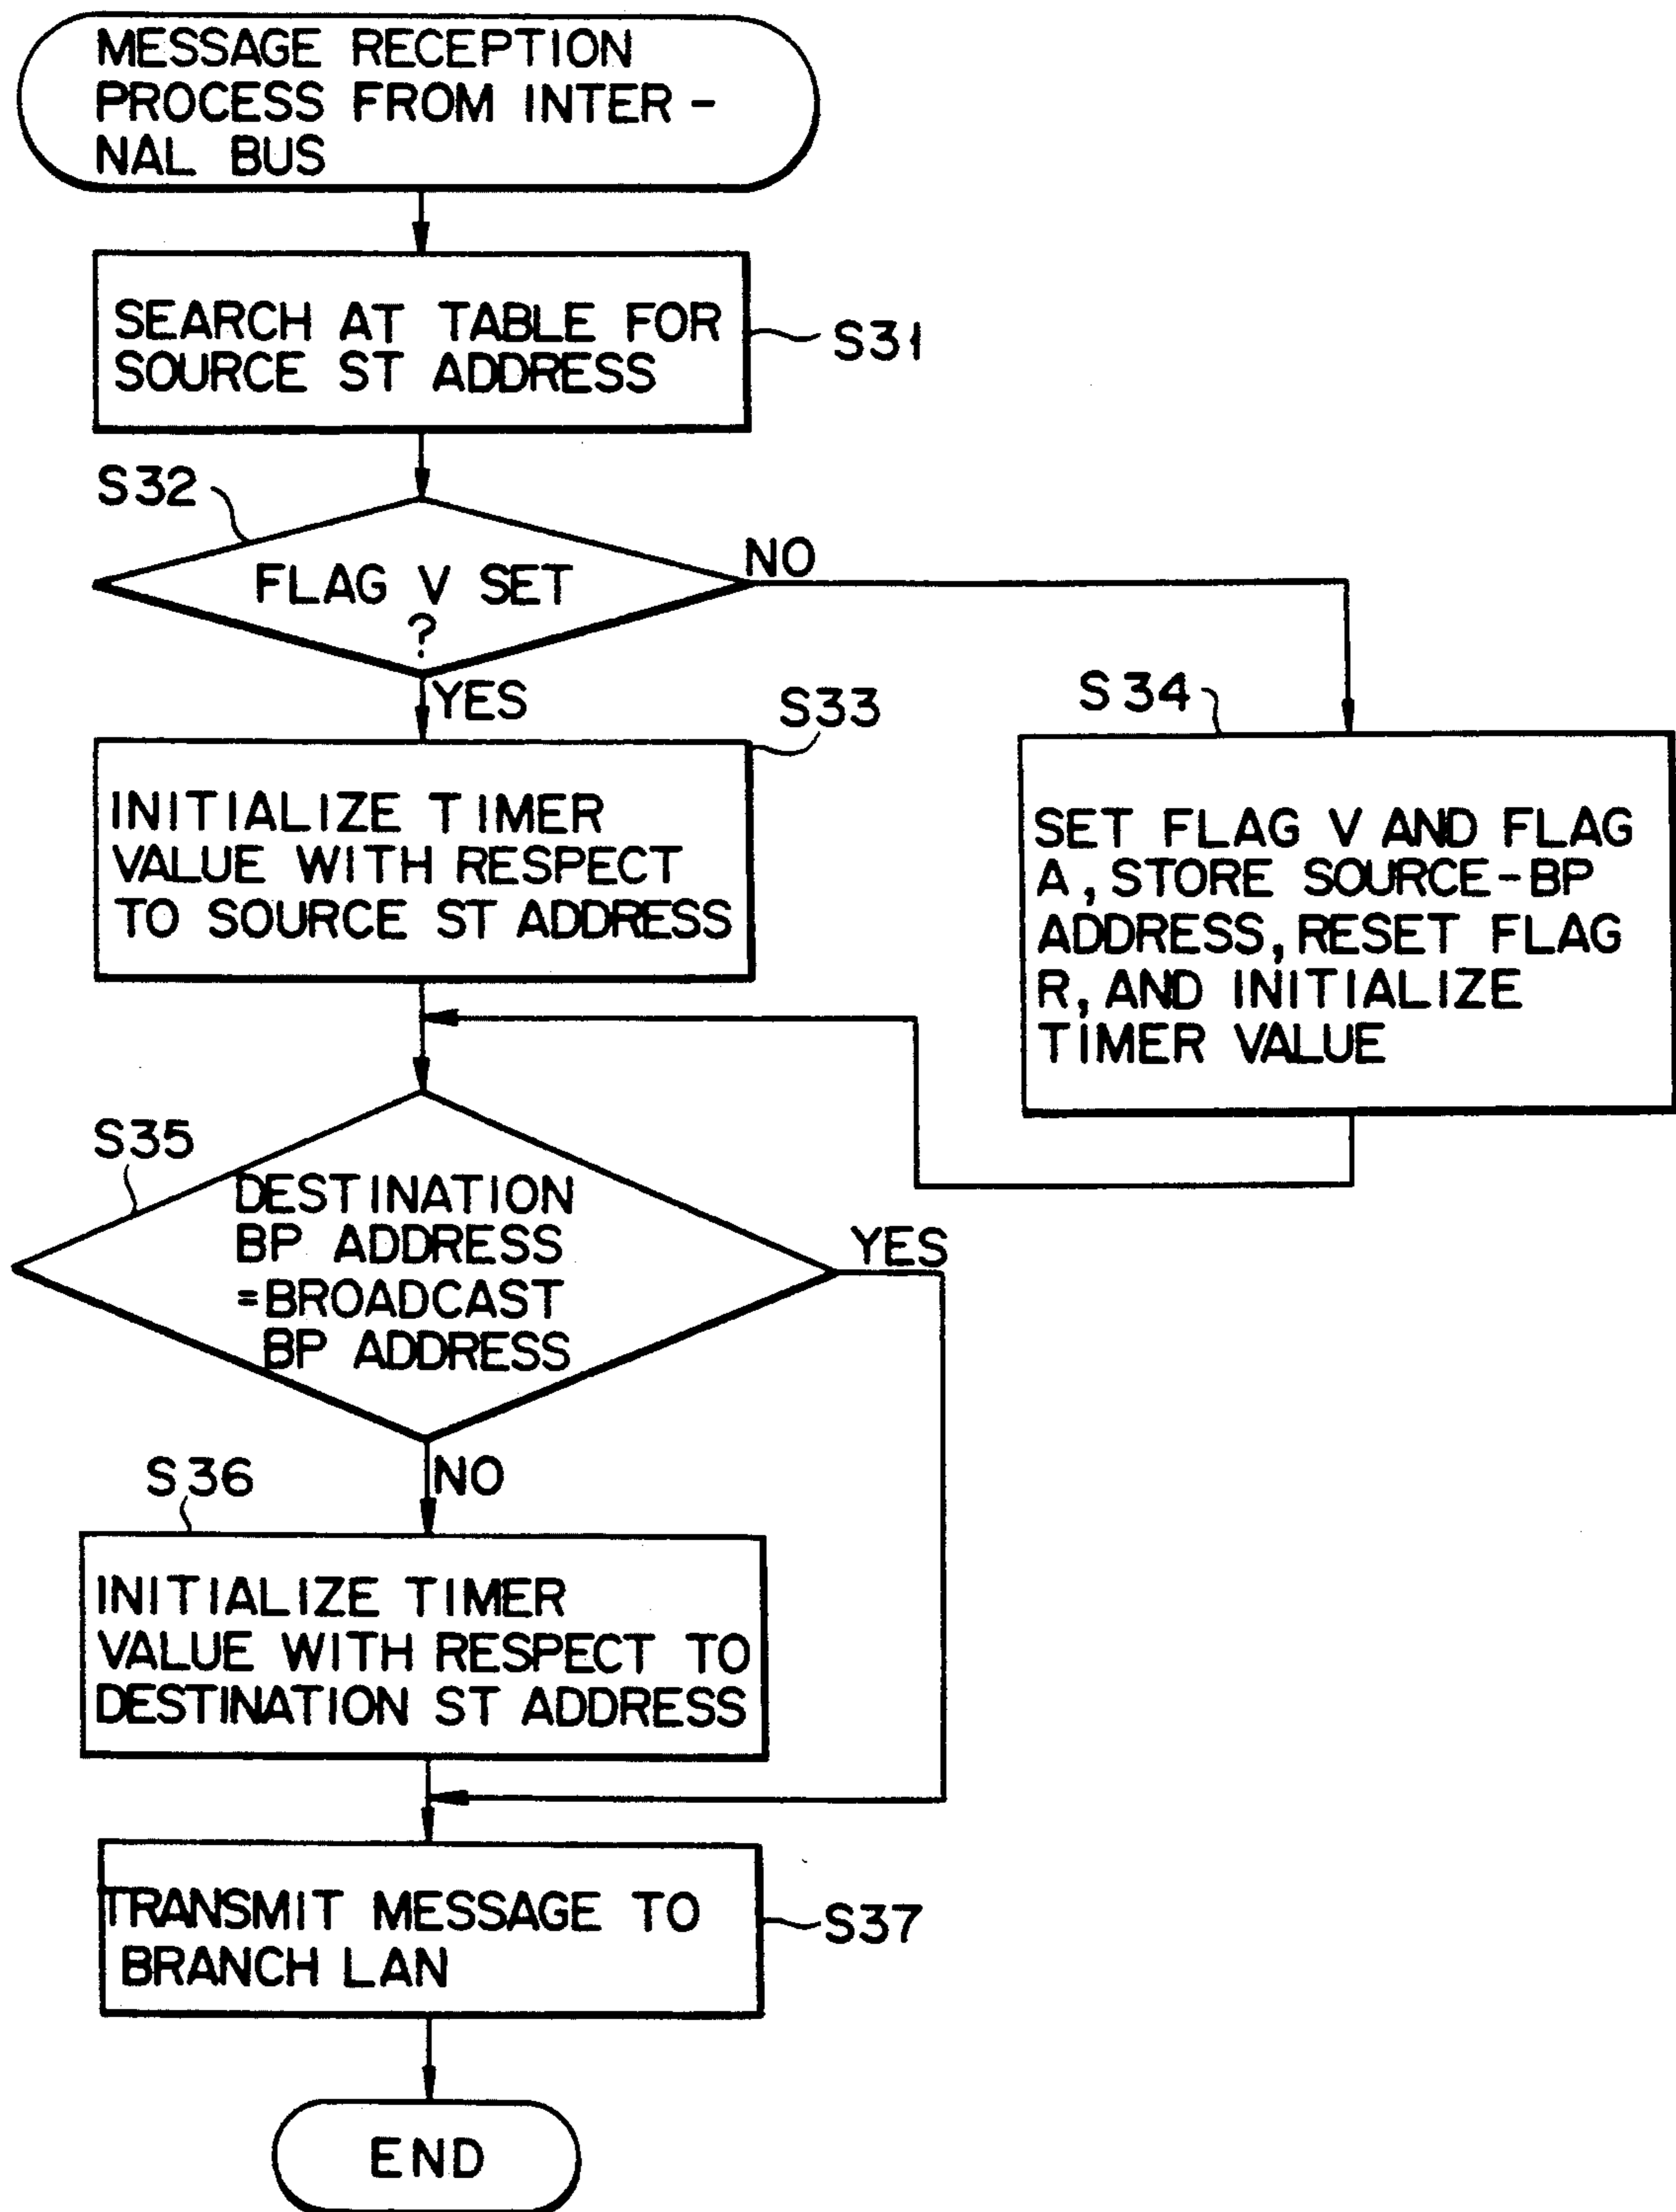 MESSAGE RECEPTION
PROCESS FROM INTER-
NAL BUS
SEARCH AT TABLE FOR
SOURCE ST ADDRESS
S31
S32
FLAG V SET
?
NO
YES
S33
INITIALIZE TIMER
VALUE WITH RESPECT
TO SOURCE ST ADDRESS
S34
SET FLAG V AND FLAG
A, STORE SOURCE-BP
ADDRESS, RESET FLAG
R, AND INITIALIZE
TIMER VALUE
S35
DESTINATION
BP ADDRESS
=BROADCAST
BP ADDRESS
YES
NO
S36
INITIALIZE TIMER
VALUE WITH RESPECT TO
DESTINATION ST ADDRESS
TRANSMIT MESSAGE TO
BRANCH LAN
S37
END